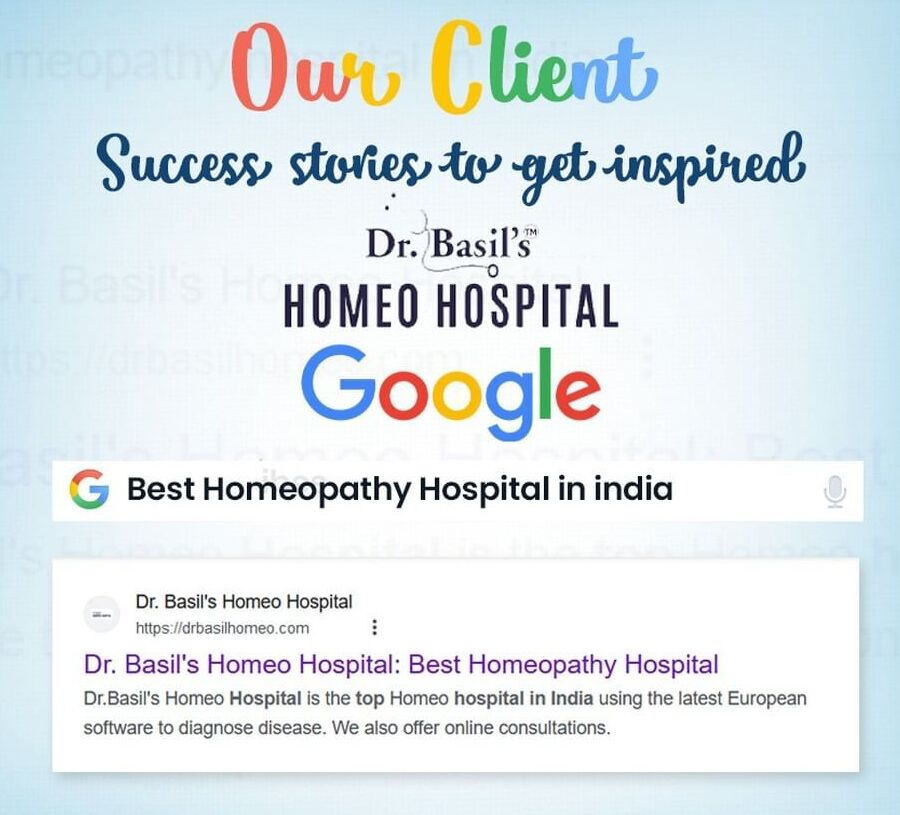 Our Client
Success stories to get inspired
Dr. Basil's™
HOMEO HOSPITAL
Google
Best Homeopathy Hospital in india
Dr. Basil's Homeo Hospital
https://drbasilhomeo.com
Dr. Basil's Homeo Hospital: Best Homeopathy Hospital
Dr.Basil's Homeo Hospital is the top Homeo hospital in India using the latest European
software to diagnose disease. We also offer online consultations.